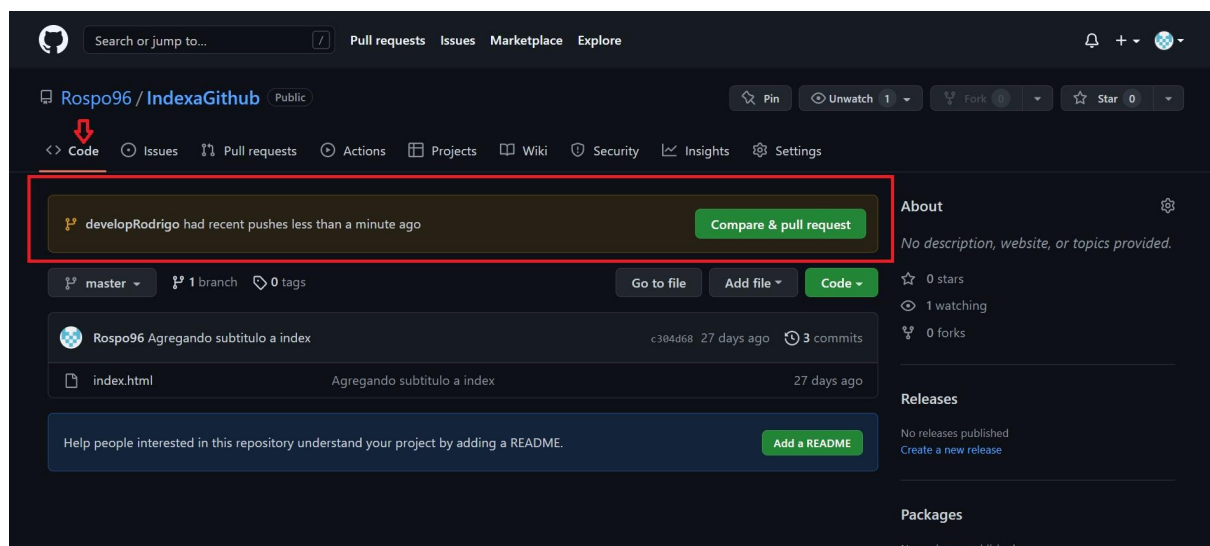 Search or jump to... / Pull requests Issues Marketplace Explore
Rospo96 / IndexaGithub Public Pin Unwatch 1 Fork 0 Star 0
Code Issues Pull requests Actions Projects Wiki Security Insights Settings
developRodrigo had recent pushes less than a minute ago Compare & pull request
master 1 branch 0 tags Go to file Add file Code
Rospo96 Agregando subtitulo a index c304d68 27 days ago 3 commits
index.html Agregando subtitulo a index 27 days ago
Help people interested in this repository understand your project by adding a README. Add a README
About
No description, website, or topics provided.
0 stars
1 watching
0 forks
Releases
No releases published
Create a new release
Packages